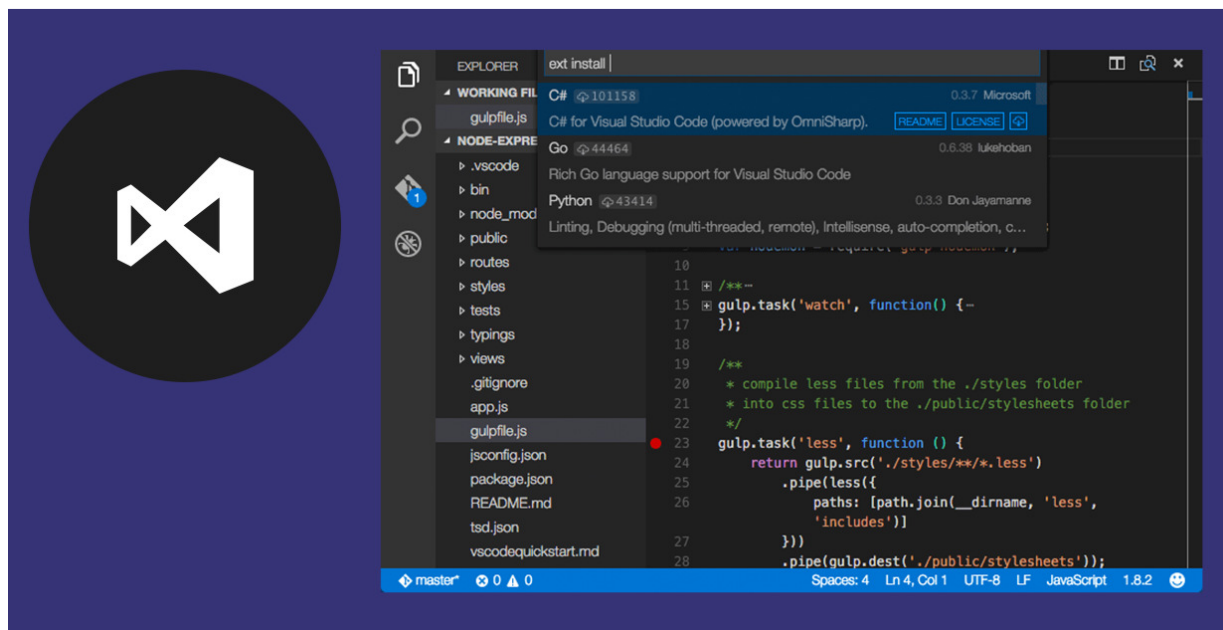 EXPLORER
WORKING FIL
gulpfile.js
NODE-EXPRE
.vscode
bin
node_mod
public
routes
styles
tests
typings
views
.gitignore
app.js
gulpfile.js
jsconfig.json
package.json
README.md
tsd.json
vscodequickstart.md
1
ext install
C# 101158 0.3.7 Microsoft
C# for Visual Studio Code (powered by OmniSharp). README LICENSE
Go 44464 0.6.38 lukehoban
Rich Go language support for Visual Studio Code
Python 43414 0.3.3 Don Jayamanne
Linting, Debugging (multi-threaded, remote), Intellisense, auto-completion, c...
10
11 /**
15 gulp.task('watch', function() {
17 });
18
19 /**
20 * compile less files from the ./styles folder
21 * into css files to the ./public/stylesheets folder
22 */
23 gulp.task('less', function () {
24 return gulp.src('./styles/**/*.less')
25 .pipe(less({
26 paths: [path.join(__dirname, 'less',
'includes')]
27 }))
28 .pipe(gulp.dest('./public/stylesheets'));
master* 0 0 Spaces: 4 Ln 4, Col 1 UTF-8 LF JavaScript 1.8.2